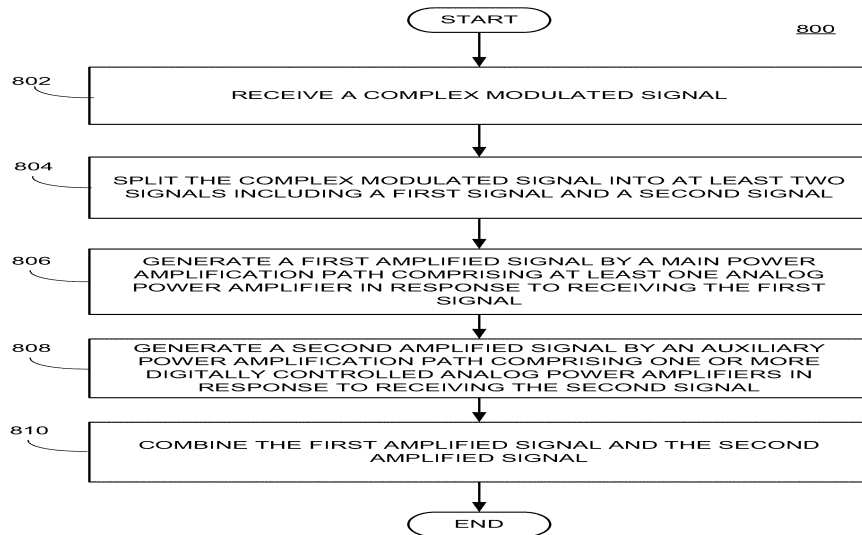 START
800
802
RECEIVE A COMPLEX MODULATED SIGNAL
804
SPLIT THE COMPLEX MODULATED SIGNAL INTO AT LEAST TWO
SIGNALS INCLUDING A FIRST SIGNAL AND A SECOND SIGNAL
806
GENERATE A FIRST AMPLIFIED SIGNAL BY A MAIN POWER
AMPLIFICATION PATH COMPRISING AT LEAST ONE ANALOG
POWER AMPLIFIER IN RESPONSE TO RECEIVING THE FIRST
SIGNAL
808
GENERATE A SECOND AMPLIFIED SIGNAL BY AN AUXILIARY
POWER AMPLIFICATION PATH COMPRISING ONE OR MORE
DIGITALLY CONTROLLED ANALOG POWER AMPLIFIERS IN
RESPONSE TO RECEIVING THE SECOND SIGNAL
810
COMBINE THE FIRST AMPLIFIED SIGNAL AND THE SECOND
AMPLIFIED SIGNAL
END